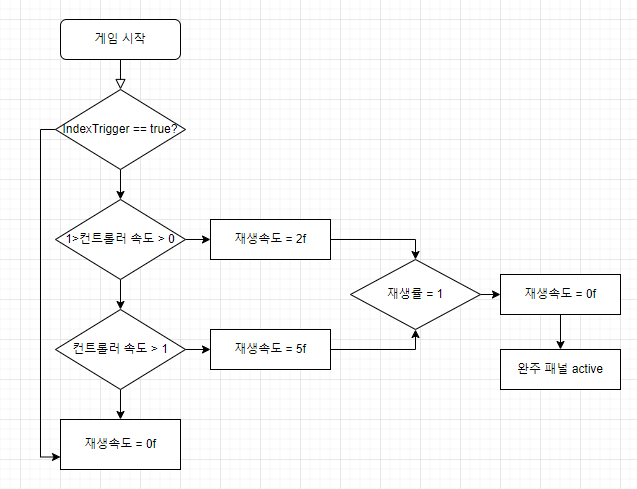 게임 시작
IndexTrigger == true?
1>컨트롤러 속도 > 0
재생속도 = 2f
재생률 = 1
재생속도 = 0f
컨트롤러 속도 > 1
재생속도 = 5f
완주 패널 active
재생속도 = 0f